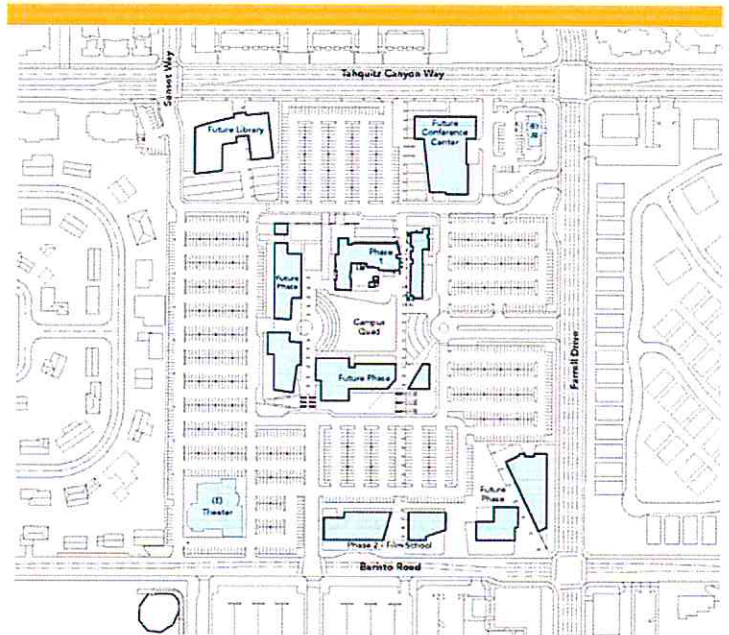 Tahquitz Canyon Way
Sunset Way
Future Library
Future
Conference
Center
(E)
Phase
1
Future
Phase
Campus
Quad
Farrell Drive
Future Phase
Future
Phase
(E)
Theater
Phase 2 - Film School
Baristo Road